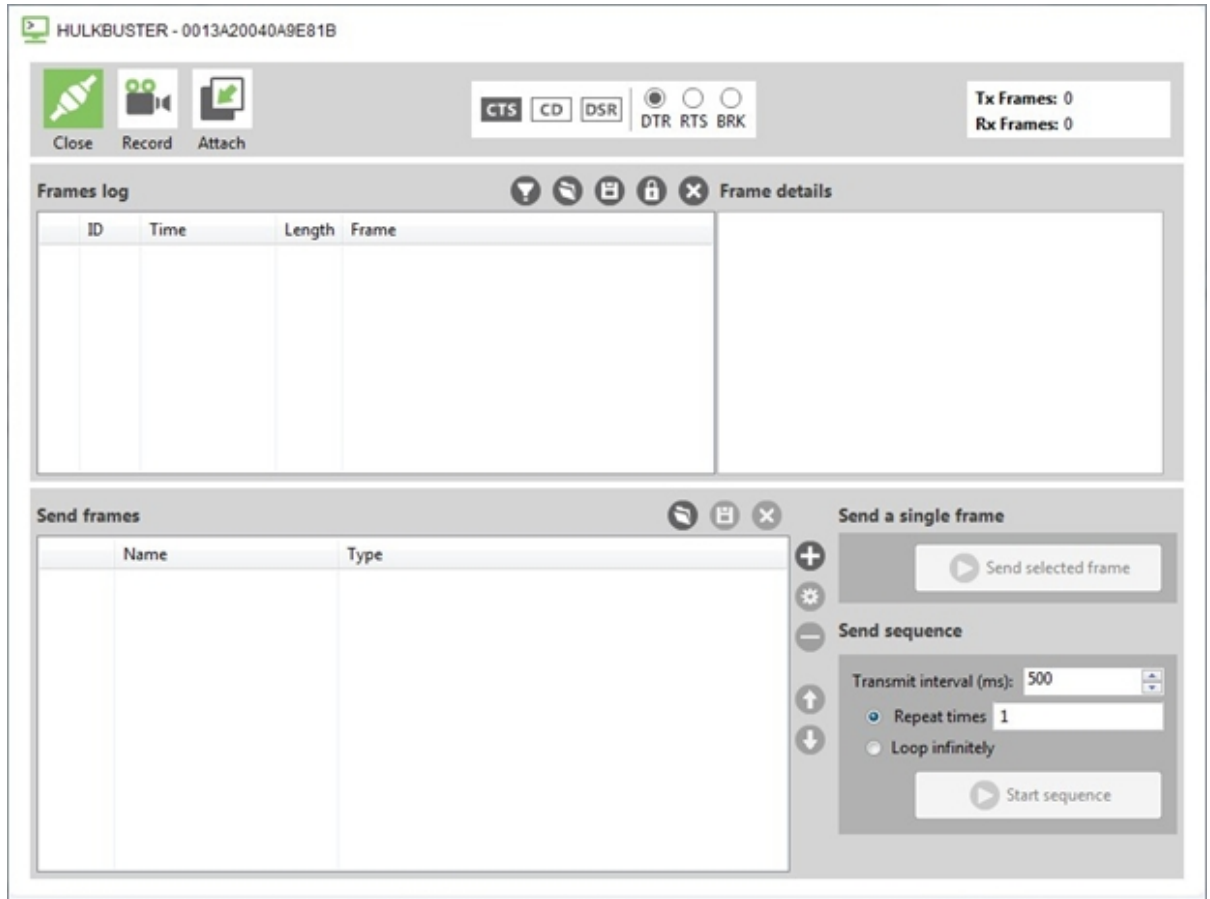 HULKBUSTER - 0013A20040A9E81B
CTS CD DSR DTR RTS BRK
Tx Frames: 0
Rx Frames: 0
Close Record Attach
Frames log
Frame details
ID Time Length Frame
Send frames
Name Type
Send a single frame
Send selected frame
Send sequence
Transmit interval (ms): 500
Repeat times 1
Loop infinitely
Start sequence